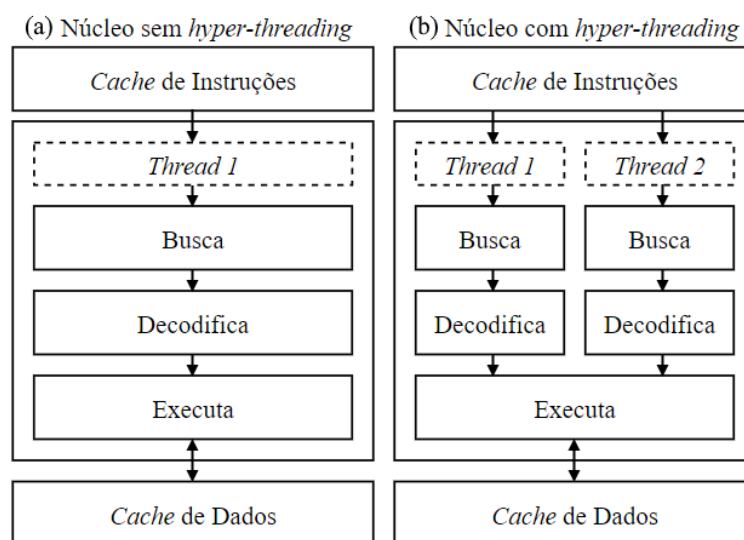 (a) Núcleo sem hyper-threading
Cache de Instruções
Thread 1
Busca
Decodifica
Executa
Cache de Dados
(b) Núcleo com hyper-threading
Cache de Instruções
Thread 1
Thread 2
Busca
Busca
Decodifica
Decodifica
Executa
Cache de Dados